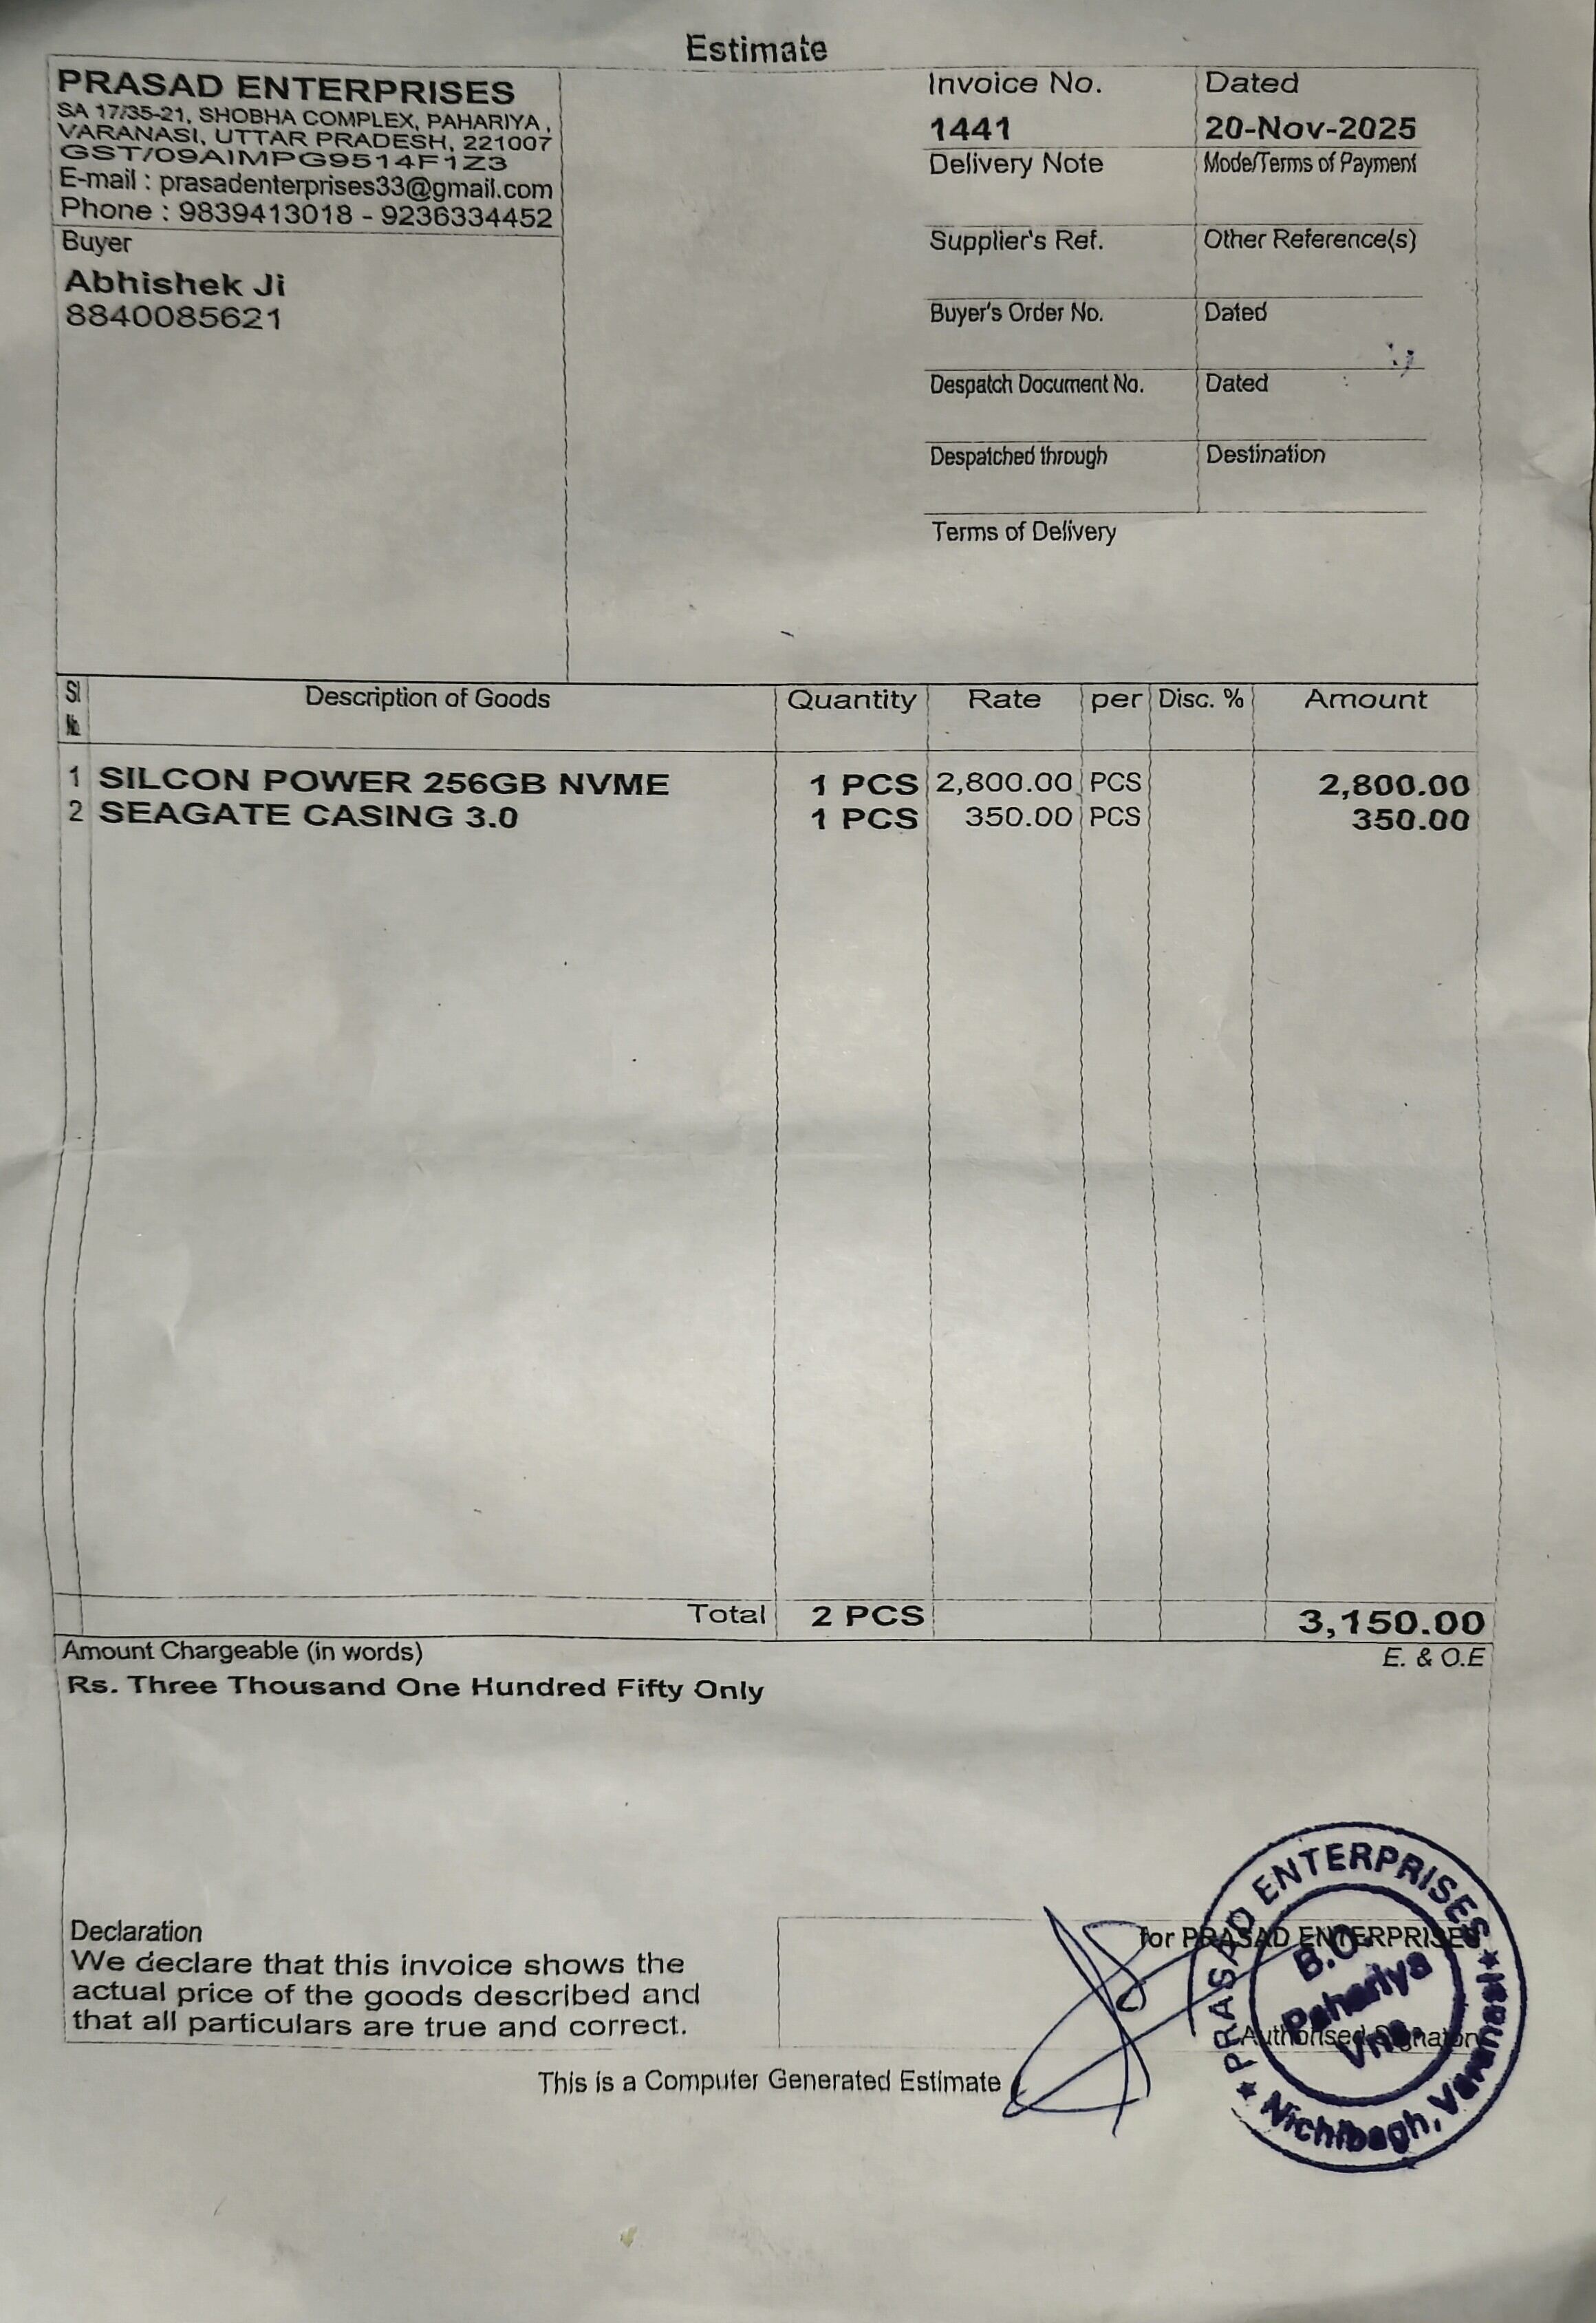 Estimate
PRASAD ENTERPRISES
SA 17/35-21, SHOBHA COMPLEX, PAHARIYA ,
VARANASI, UTTAR PRADESH, 221007
GST/09AIMPG9514F1Z3
E-mail : prasadenterprises33@gmail.com
Phone : 9839413018 - 9236334452
Buyer
Abhishek Ji
8840085621
Invoice No. Dated
1441 20-Nov-2025
Delivery Note Mode/Terms of Payment
Supplier's Ref. Other Reference(s)
Buyer's Order No. Dated
Despatch Document No. Dated
Despatched through Destination
Terms of Delivery
Sl No. Description of Goods Quantity Rate per Disc. % Amount
1 SILCON POWER 256GB NVME 1 PCS 2,800.00 PCS 2,800.00
2 SEAGATE CASING 3.0 1 PCS 350.00 PCS 350.00
Total 2 PCS 3,150.00
Amount Chargeable (in words) E. & O.E
Rs. Three Thousand One Hundred Fifty Only
Declaration
We declare that this invoice shows the
actual price of the goods described and
that all particulars are true and correct.
for PRASAD ENTERPRISES
Authorised Signatory
PRASAD ENTERPRISES
B.O.
Pahariya
Vns.
Nichibagh, Varanasi
This is a Computer Generated Estimate